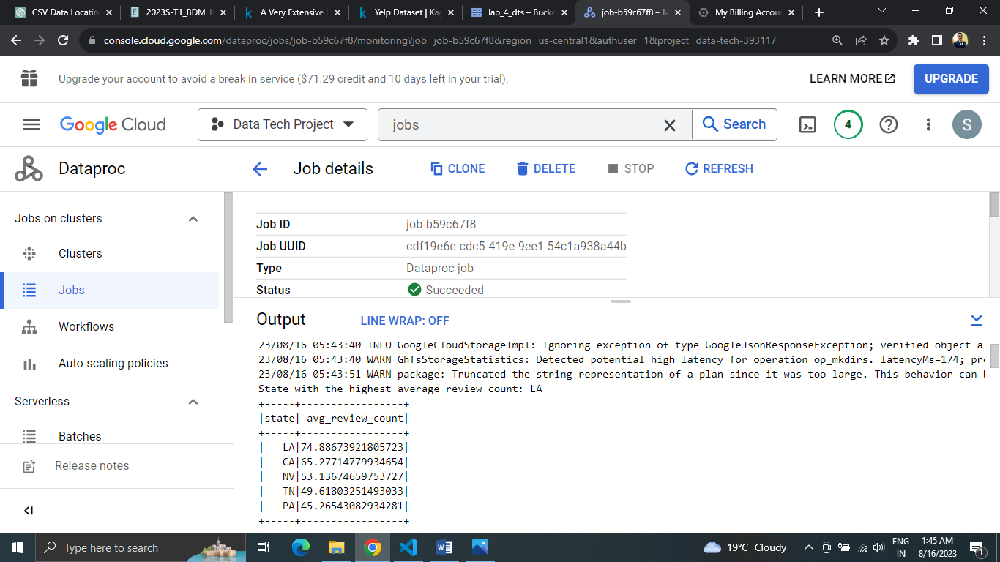 CSV Data Locatio
2023S-T1_BDM 1
A Very Extensive
Yelp Dataset | Ka
lab_4_dts – Bucke
job-b59c67f8 – M
My Billing Accou
console.cloud.google.com/dataproc/jobs/job-b59c67f8/monitoring?job=job-b59c67f8&region=us-central1&authuser=1&project=data-tech-393117
Upgrade your account to avoid a break in service ($71.29 credit and 10 days left in your trial).
LEARN MORE
UPGRADE
Google Cloud
Data Tech Project
jobs
Search
4
S
Dataproc
Job details
CLONE
DELETE
STOP
REFRESH
Jobs on clusters
Clusters
Jobs
Workflows
Auto-scaling policies
Serverless
Batches
Release notes
Job ID job-b59c67f8
Job UUID cdf19e6e-cdc5-419e-9ee1-54c1a938a44b
Type Dataproc job
Status Succeeded
Output
LINE WRAP: OFF
23/08/16 05:43:40 INFO GoogleCloudStorageImpl: Ignoring exception of type GoogleJsonResponseException; verified object a
23/08/16 05:43:40 WARN GhfsStorageStatistics: Detected potential high latency for operation op_mkdirs. latencyMs=174; pre
23/08/16 05:43:51 WARN package: Truncated the string representation of a plan since it was too large. This behavior can b
State with the highest average review count: LA
+-----+-----------------+
|state| avg_review_count|
+-----+-----------------+
|   LA|74.88673921805723|
|   CA|65.27714779934654|
|   NV|53.13674659753727|
|   TN|49.61803251493033|
|   PA|45.26543082934281|
+-----+-----------------+
Type here to search
19°C Cloudy
ENG
IN
1:45 AM
8/16/2023
1